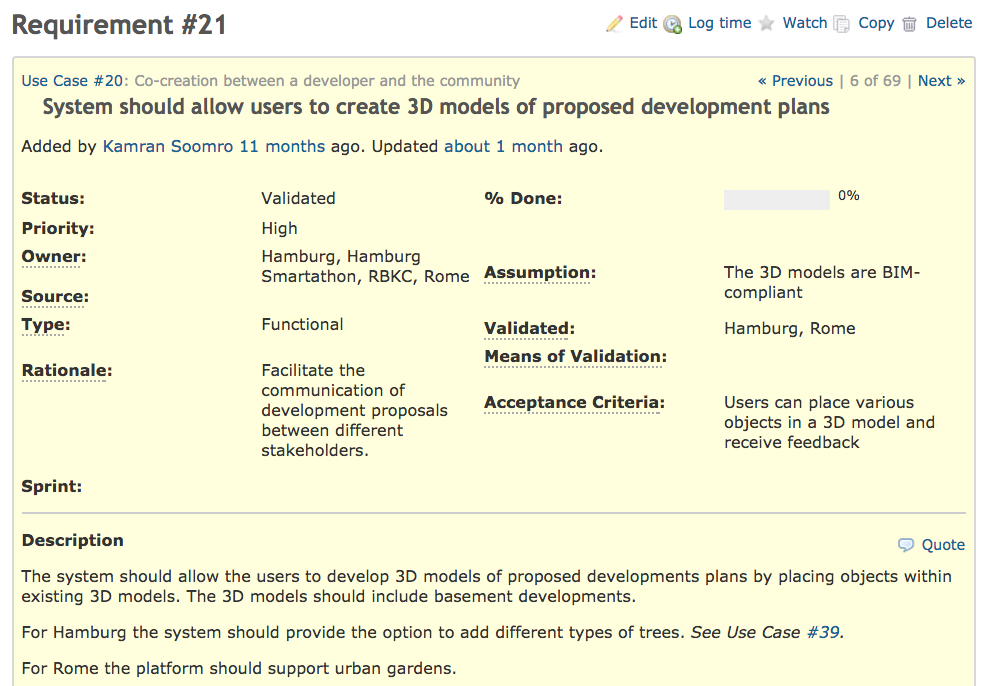 Requirement #21
Edit Log time Watch Copy Delete
Use Case #20: Co-creation between a developer and the community
« Previous | 6 of 69 | Next »
System should allow users to create 3D models of proposed development plans
Added by Kamran Soomro 11 months ago. Updated about 1 month ago.
Status: Validated
% Done: 0%
Priority: High
Owner: Hamburg, Hamburg
Smartathon, RBKC, Rome
Assumption: The 3D models are BIM-
compliant
Source:
Type: Functional
Validated: Hamburg, Rome
Means of Validation:
Rationale: Facilitate the
communication of
development proposals
between different
stakeholders.
Acceptance Criteria: Users can place various
objects in a 3D model and
receive feedback
Sprint:
Description
Quote
The system should allow the users to develop 3D models of proposed developments plans by placing objects within
existing 3D models. The 3D models should include basement developments.
For Hamburg the system should provide the option to add different types of trees. See Use Case #39.
For Rome the platform should support urban gardens.